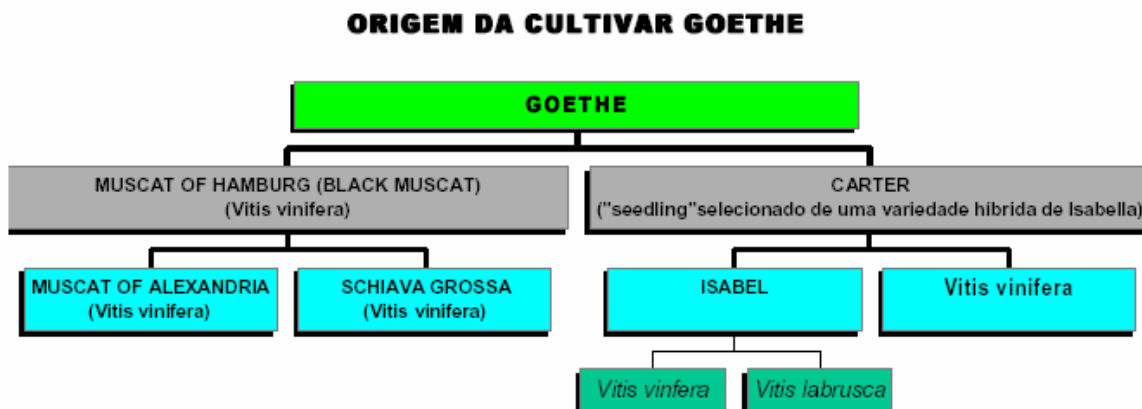 ORIGEM DA CULTIVAR GOETHE
GOETHE
MUSCAT OF HAMBURG (BLACK MUSCAT)
(Vitis vinifera)
CARTER
("seedling"selecionado de uma variedade híbrida de Isabella)
MUSCAT OF ALEXANDRIA
(Vitis vinifera)
SCHIAVA GROSSA
(Vitis vinifera)
ISABEL
Vitis vinifera
Vitis vinfera
Vitis labrusca